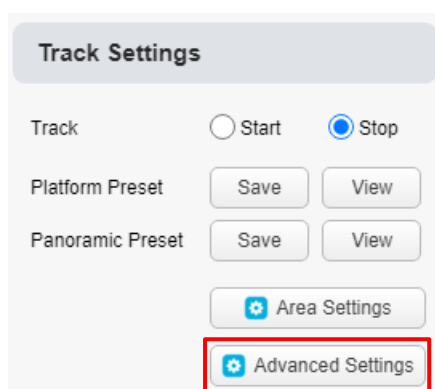 Track Settings
Track Start Stop
Platform Preset Save View
Panoramic Preset Save View
Area Settings
Advanced Settings